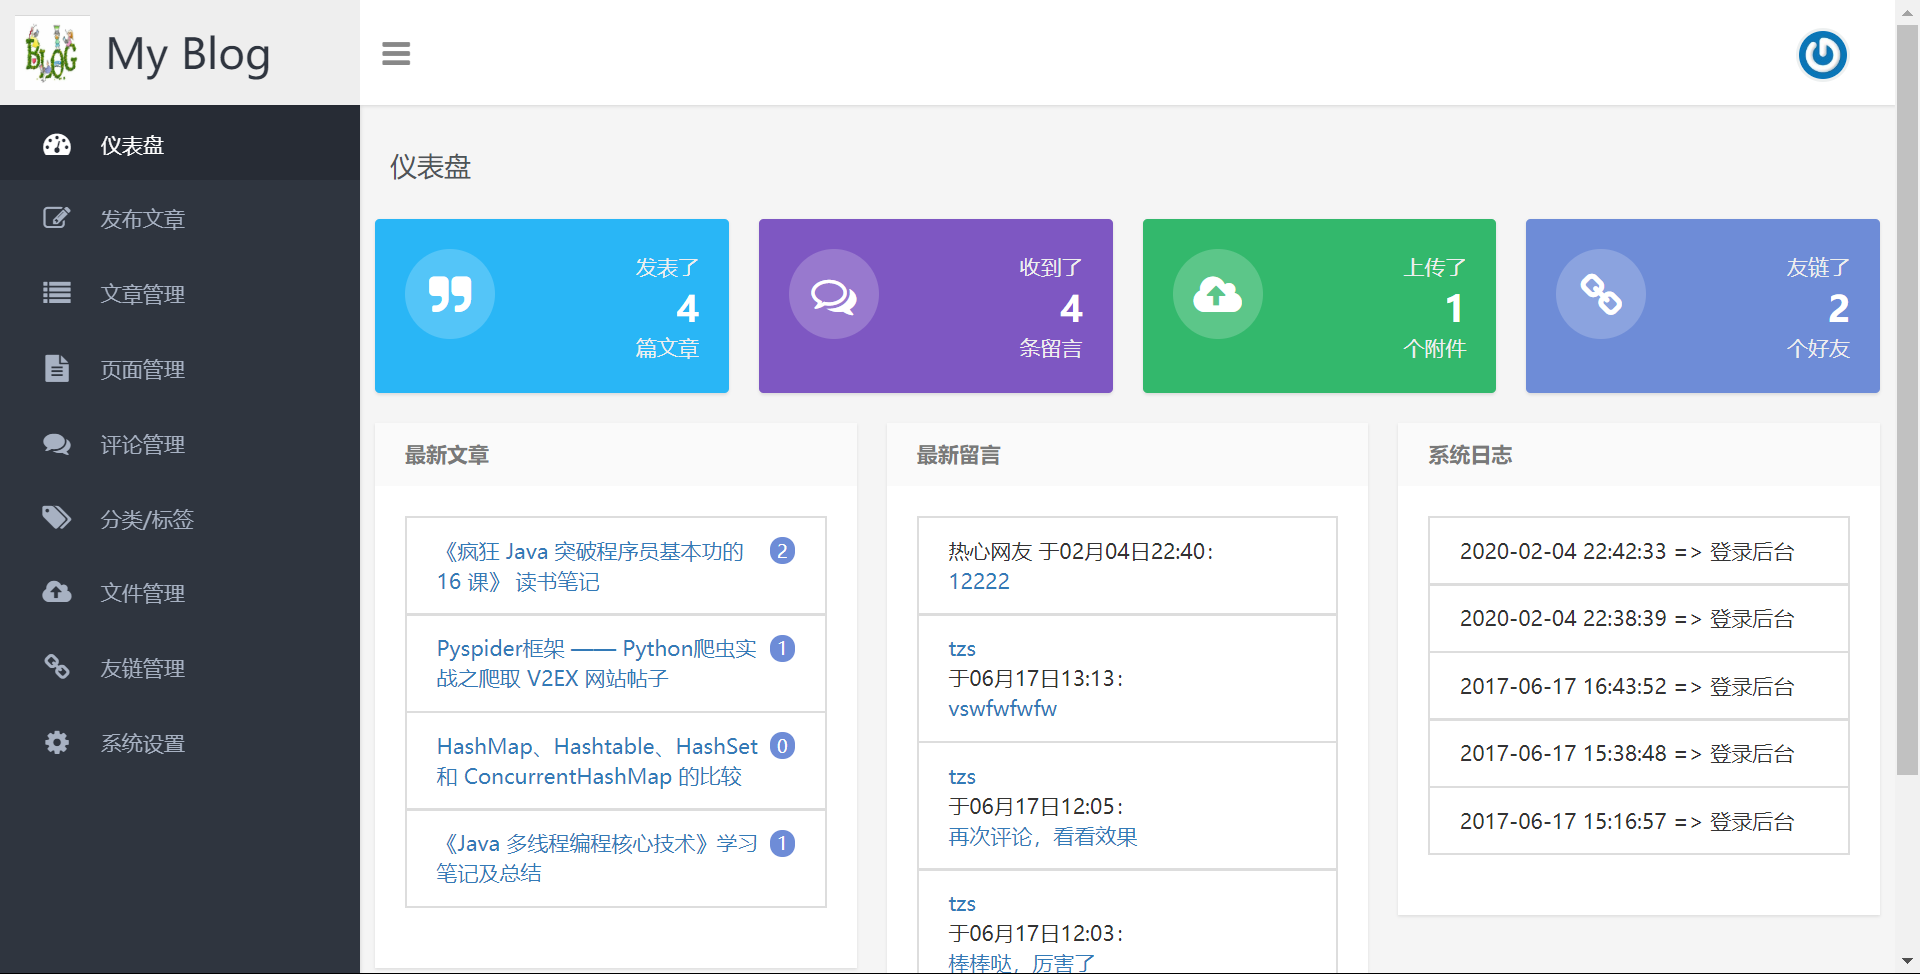 BLOG
My Blog
仪表盘
发布文章
文章管理
页面管理
评论管理
分类/标签
文件管理
友链管理
系统设置
仪表盘
发表了
4
篇文章
收到了
4
条留言
上传了
1
个附件
友链了
2
个好友
最新文章
《疯狂 Java 突破程序员基本功的 2
16 课》 读书笔记
Pyspider框架 —— Python爬虫实 1
战之爬取 V2EX 网站帖子
HashMap、Hashtable、HashSet 0
和 ConcurrentHashMap 的比较
《Java 多线程编程核心技术》学习 1
笔记及总结
最新留言
热心网友 于02月04日22:40：
12222
tzs
于06月17日13:13：
vswfwfwfw
tzs
于06月17日12:05：
再次评论，看看效果
tzs
于06月17日12:03：
棒棒哒，厉害了
系统日志
2020-02-04 22:42:33 => 登录后台
2020-02-04 22:38:39 => 登录后台
2017-06-17 16:43:52 => 登录后台
2017-06-17 15:38:48 => 登录后台
2017-06-17 15:16:57 => 登录后台